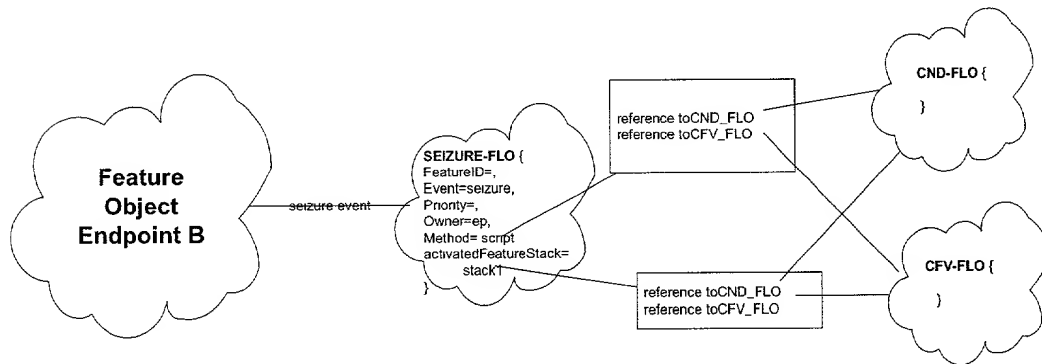 Feature
Object
Endpoint B
seizure event
SEIZURE-FLO {
FeatureID=,
Event=seizure,
Priority=,
Owner=ep,
Method= script
activatedFeatureStack=
stack1
}
reference toCND_FLO
reference toCFV_FLO
reference toCND_FLO
reference toCFV_FLO
CND-FLO {
}
CFV-FLO {
}